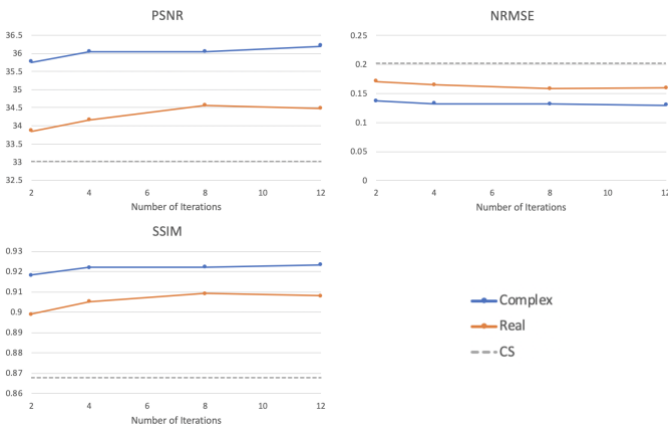 PSNR
36.5
36
35.5
35
34.5
34
33.5
33
32.5
2 4 6 8 10 12
Number of Iterations
NRMSE
0.25
0.2
0.15
0.1
0.05
0
2 4 6 8 10 12
Number of Iterations
SSIM
0.93
0.92
0.91
0.9
0.89
0.88
0.87
0.86
2 4 6 8 10 12
Number of Iterations
Complex
Real
CS